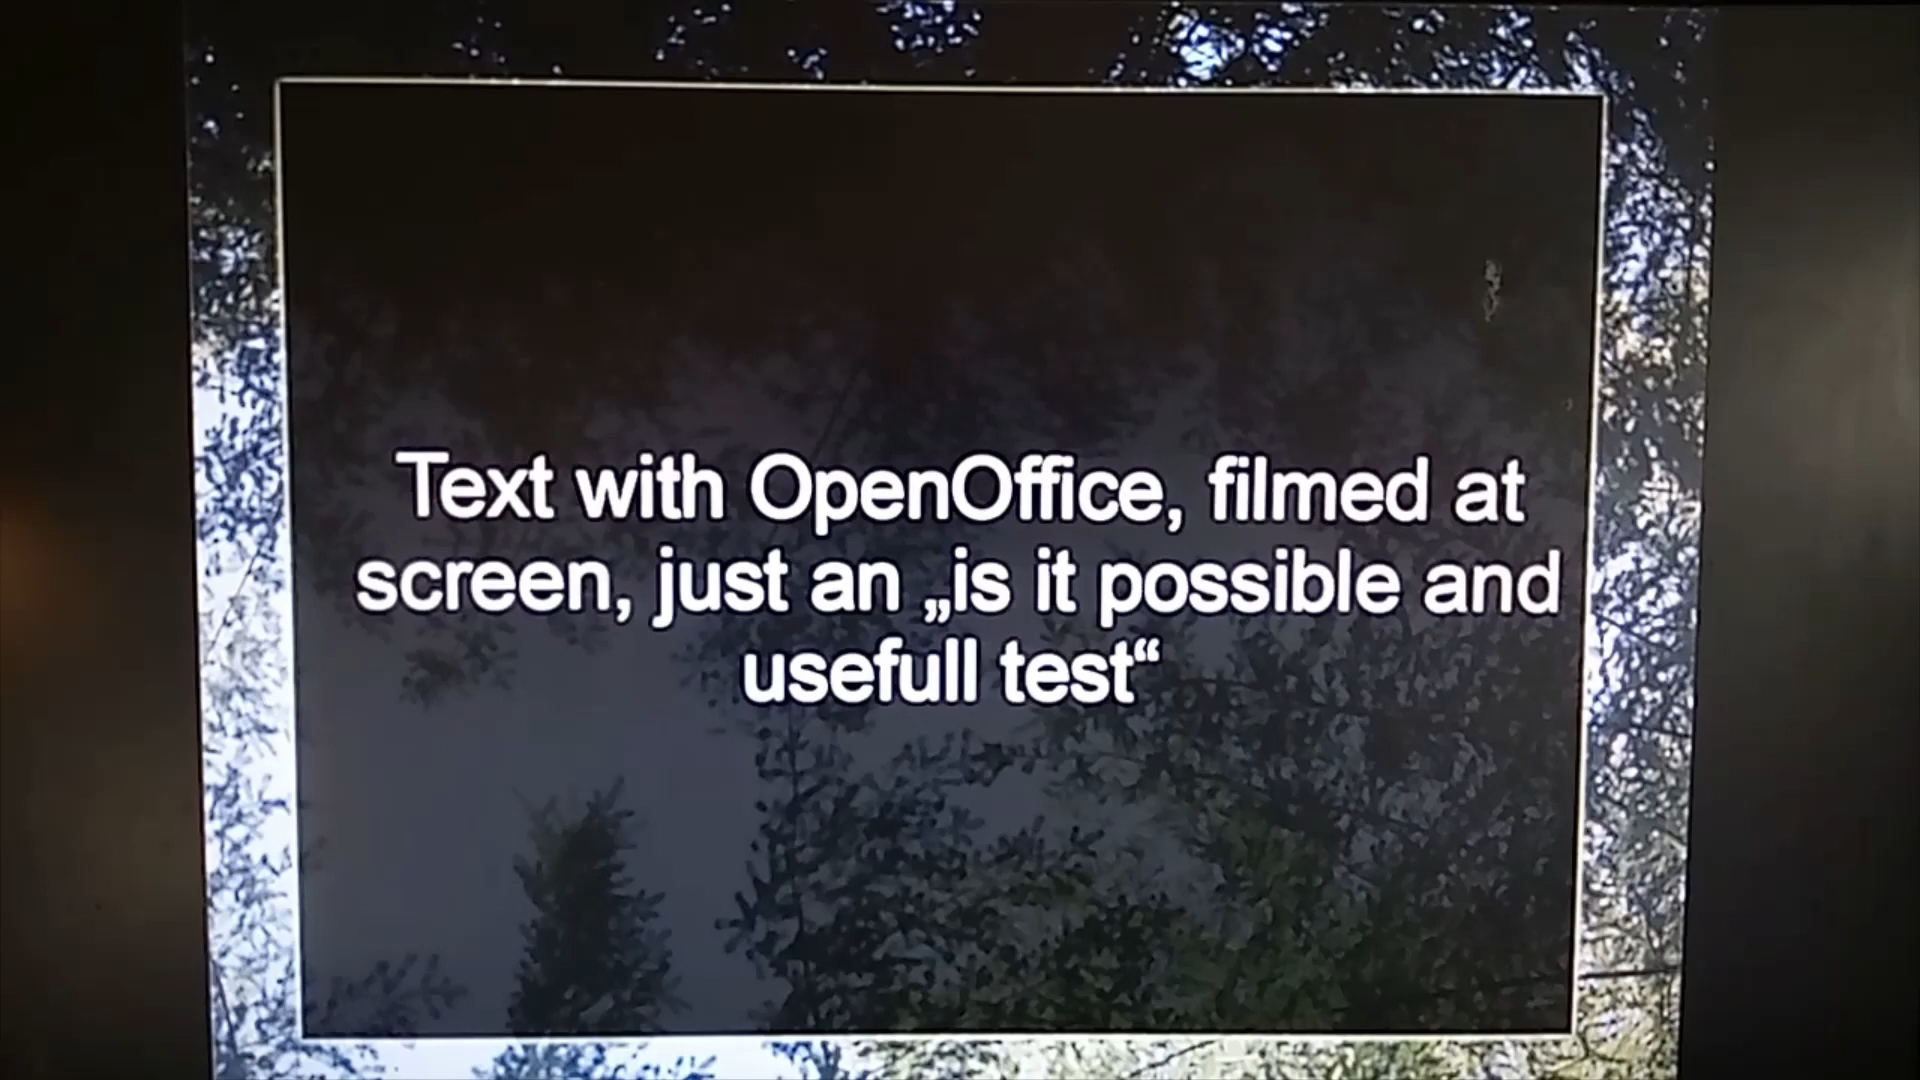 Text with OpenOffice, filmed at
screen, just an „is it possible and
usefull test“